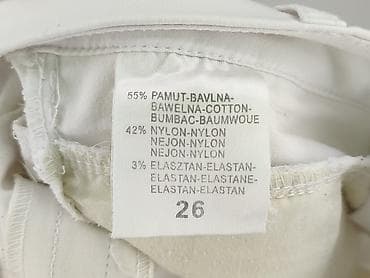 55% PAMUT-BAVLNA-
BAWELNA-COTTON-
BUMBAC-BAUMWOUE
42% NYLON-NYLON
NEJON-NYLON
NEJON-NYLON
3% ELASZTAN-ELASTAN-
ELASTAN-ELASTANE-
ELASTAN-ELASTAN
26